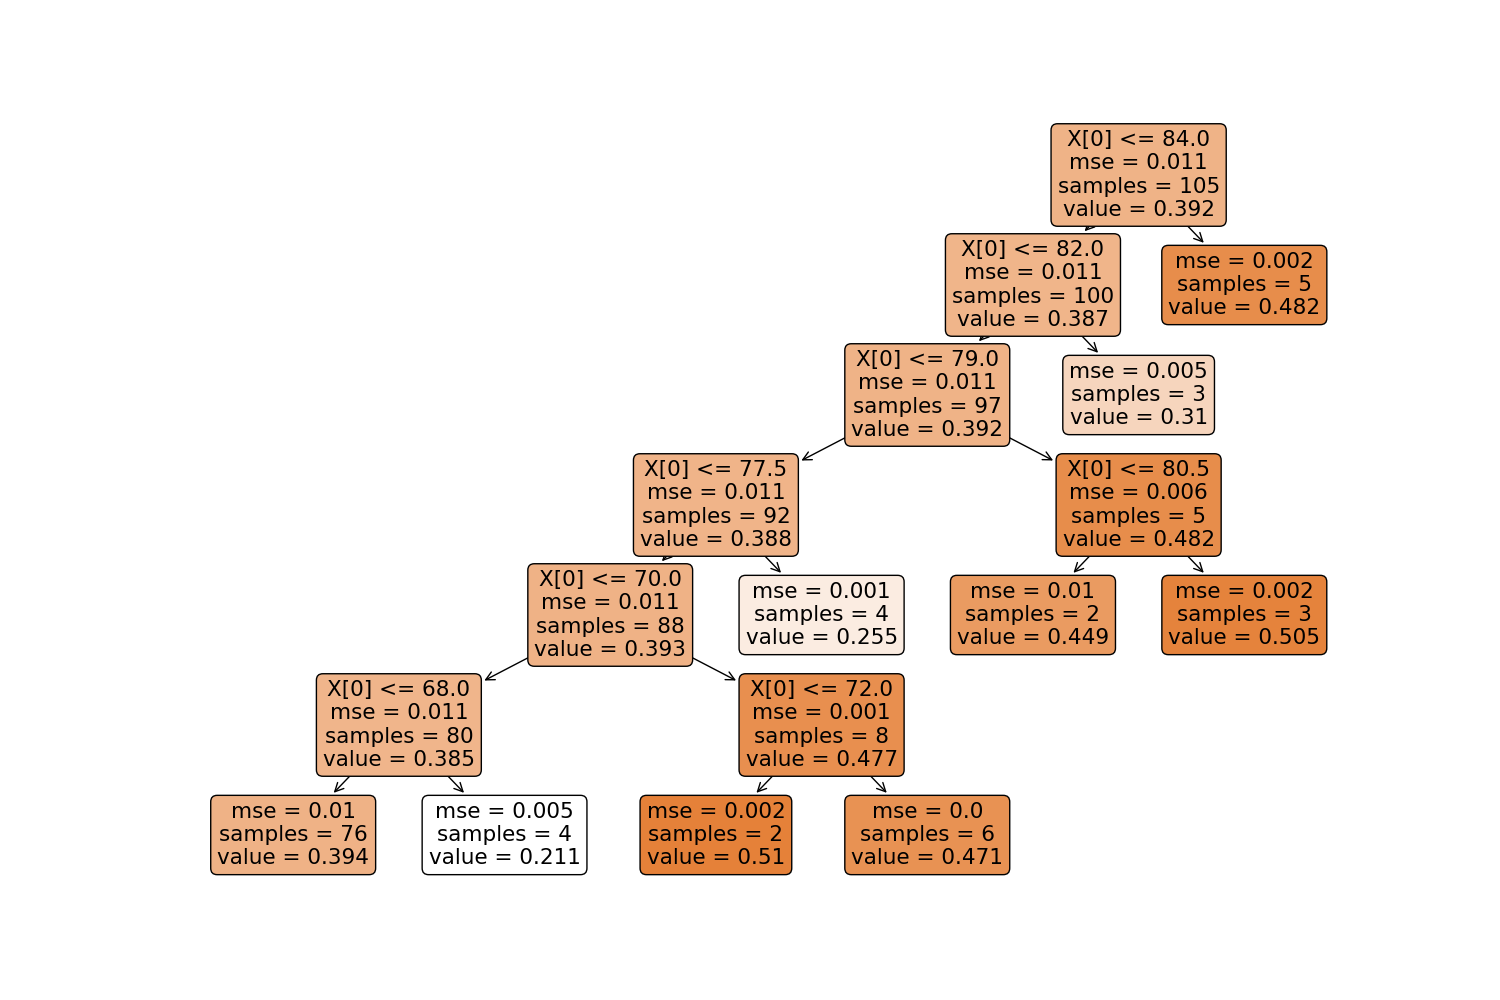 X[0] <= 84.0
mse = 0.011
samples = 105
value = 0.392
X[0] <= 82.0
mse = 0.011
samples = 100
value = 0.387
mse = 0.002
samples = 5
value = 0.482
X[0] <= 79.0
mse = 0.011
samples = 97
value = 0.392
mse = 0.005
samples = 3
value = 0.31
X[0] <= 77.5
mse = 0.011
samples = 92
value = 0.388
X[0] <= 80.5
mse = 0.006
samples = 5
value = 0.482
X[0] <= 70.0
mse = 0.011
samples = 88
value = 0.393
mse = 0.001
samples = 4
value = 0.255
mse = 0.01
samples = 2
value = 0.449
mse = 0.002
samples = 3
value = 0.505
X[0] <= 68.0
mse = 0.011
samples = 80
value = 0.385
X[0] <= 72.0
mse = 0.001
samples = 8
value = 0.477
mse = 0.01
samples = 76
value = 0.394
mse = 0.005
samples = 4
value = 0.211
mse = 0.002
samples = 2
value = 0.51
mse = 0.0
samples = 6
value = 0.471